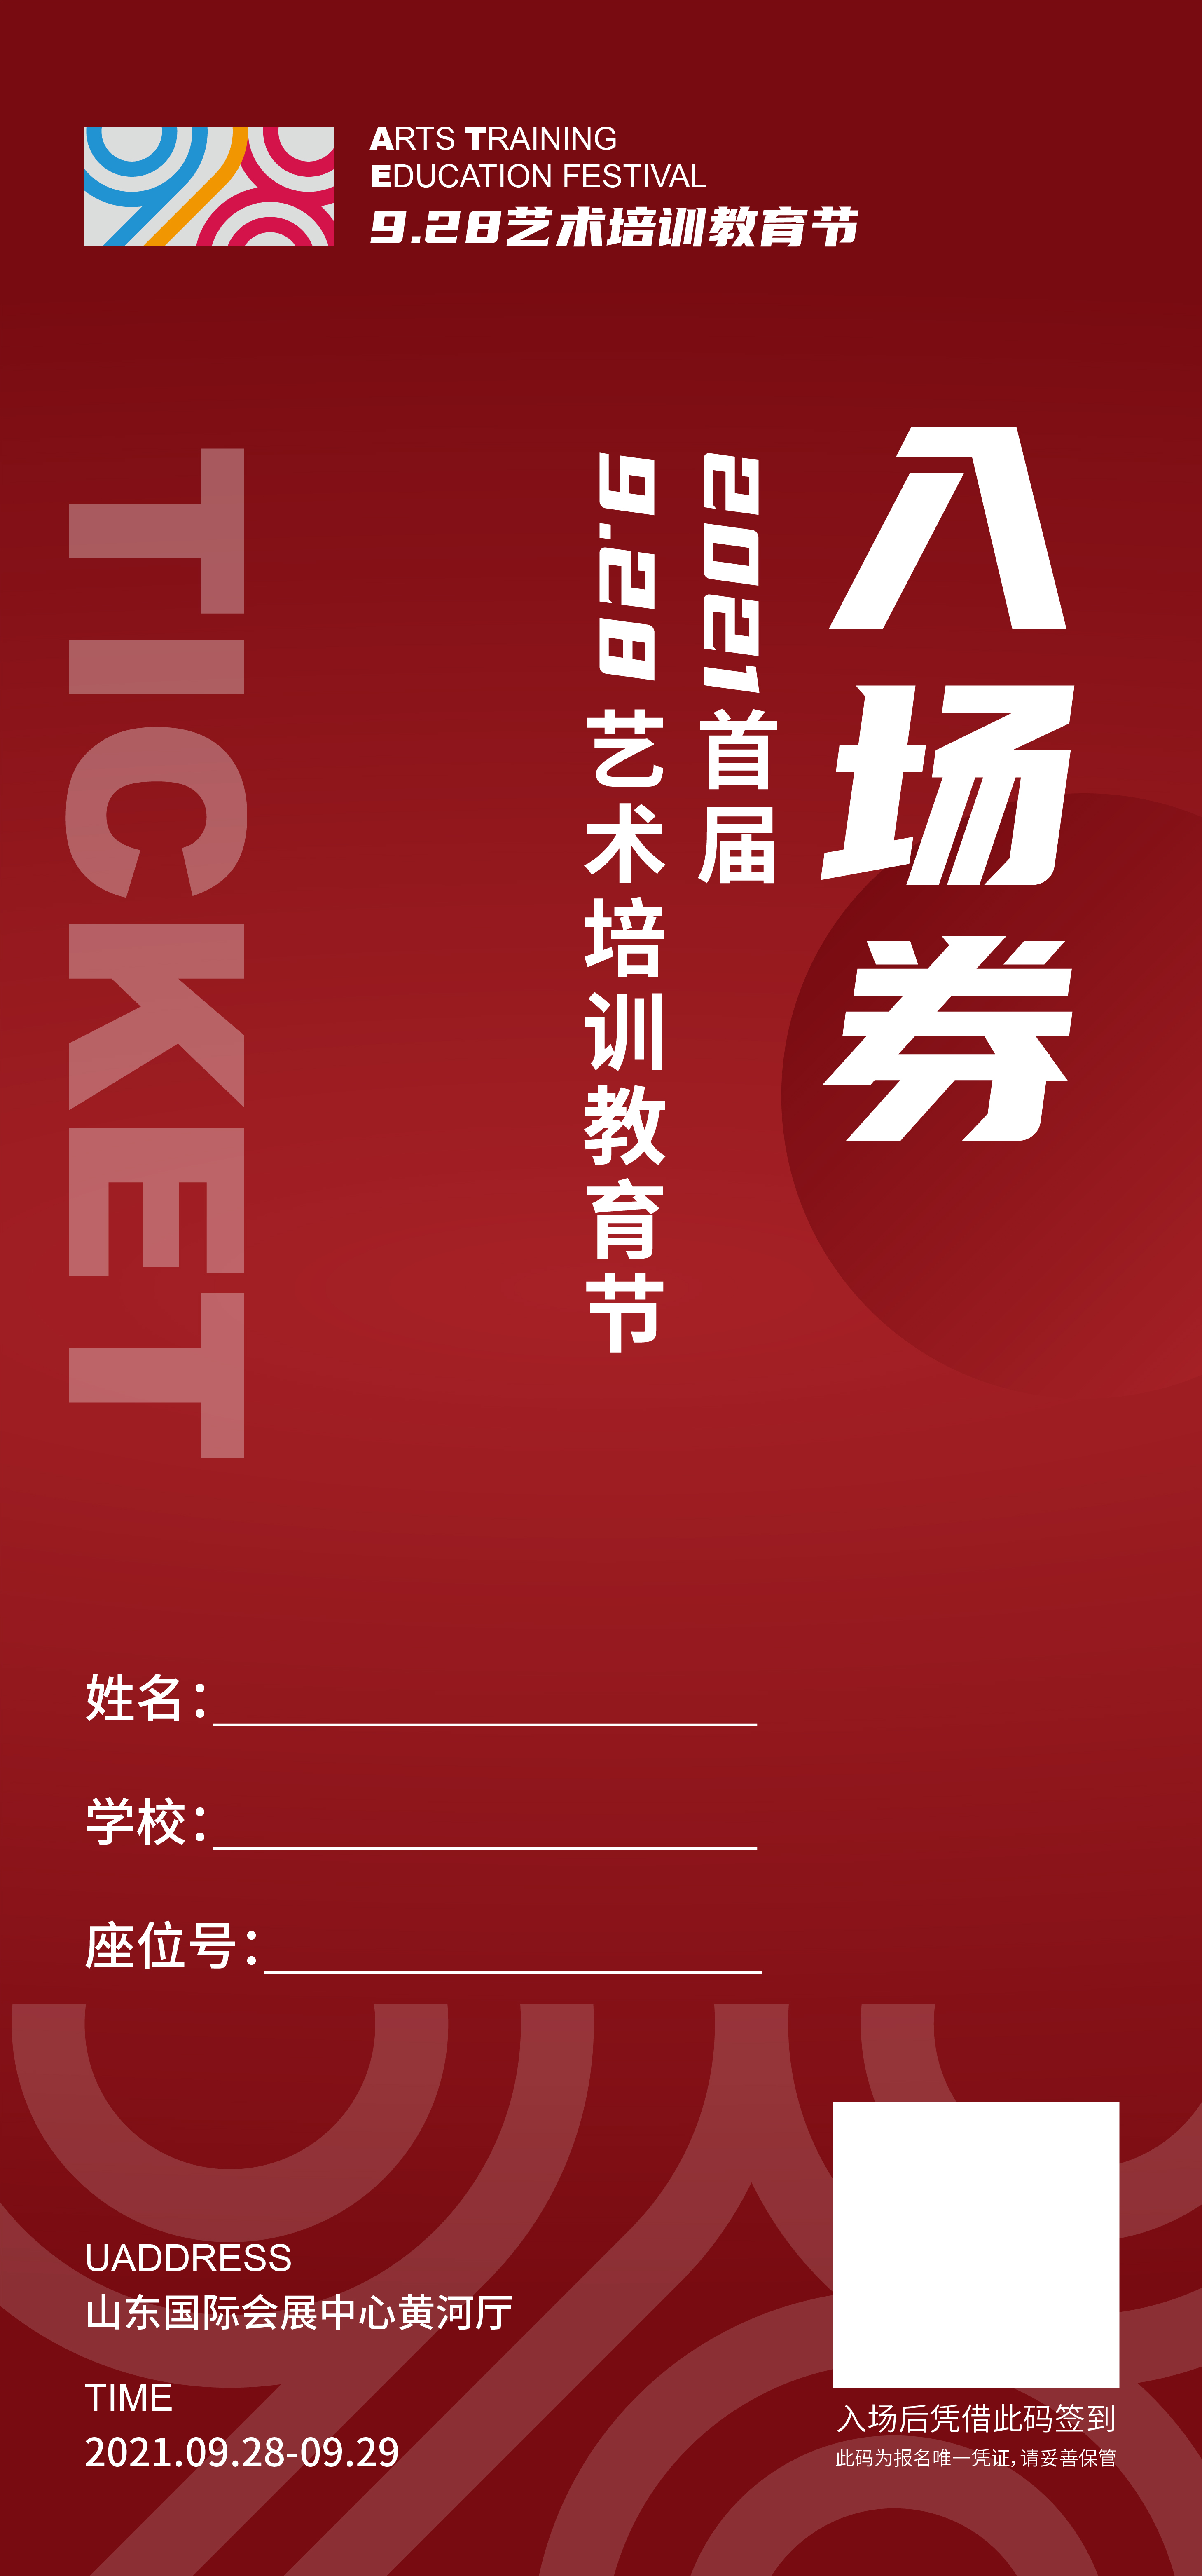 ARTS TRAINING
EDUCATION FESTIVAL
9.28艺术培训教育节
入场券
2021首届
9.28艺术培训教育节
TICKET
姓名：
学校：
座位号：
UADDRESS
山东国际会展中心黄河厅
TIME
2021.09.28-09.29
入场后凭借此码签到
此码为报名唯一凭证，请妥善保管